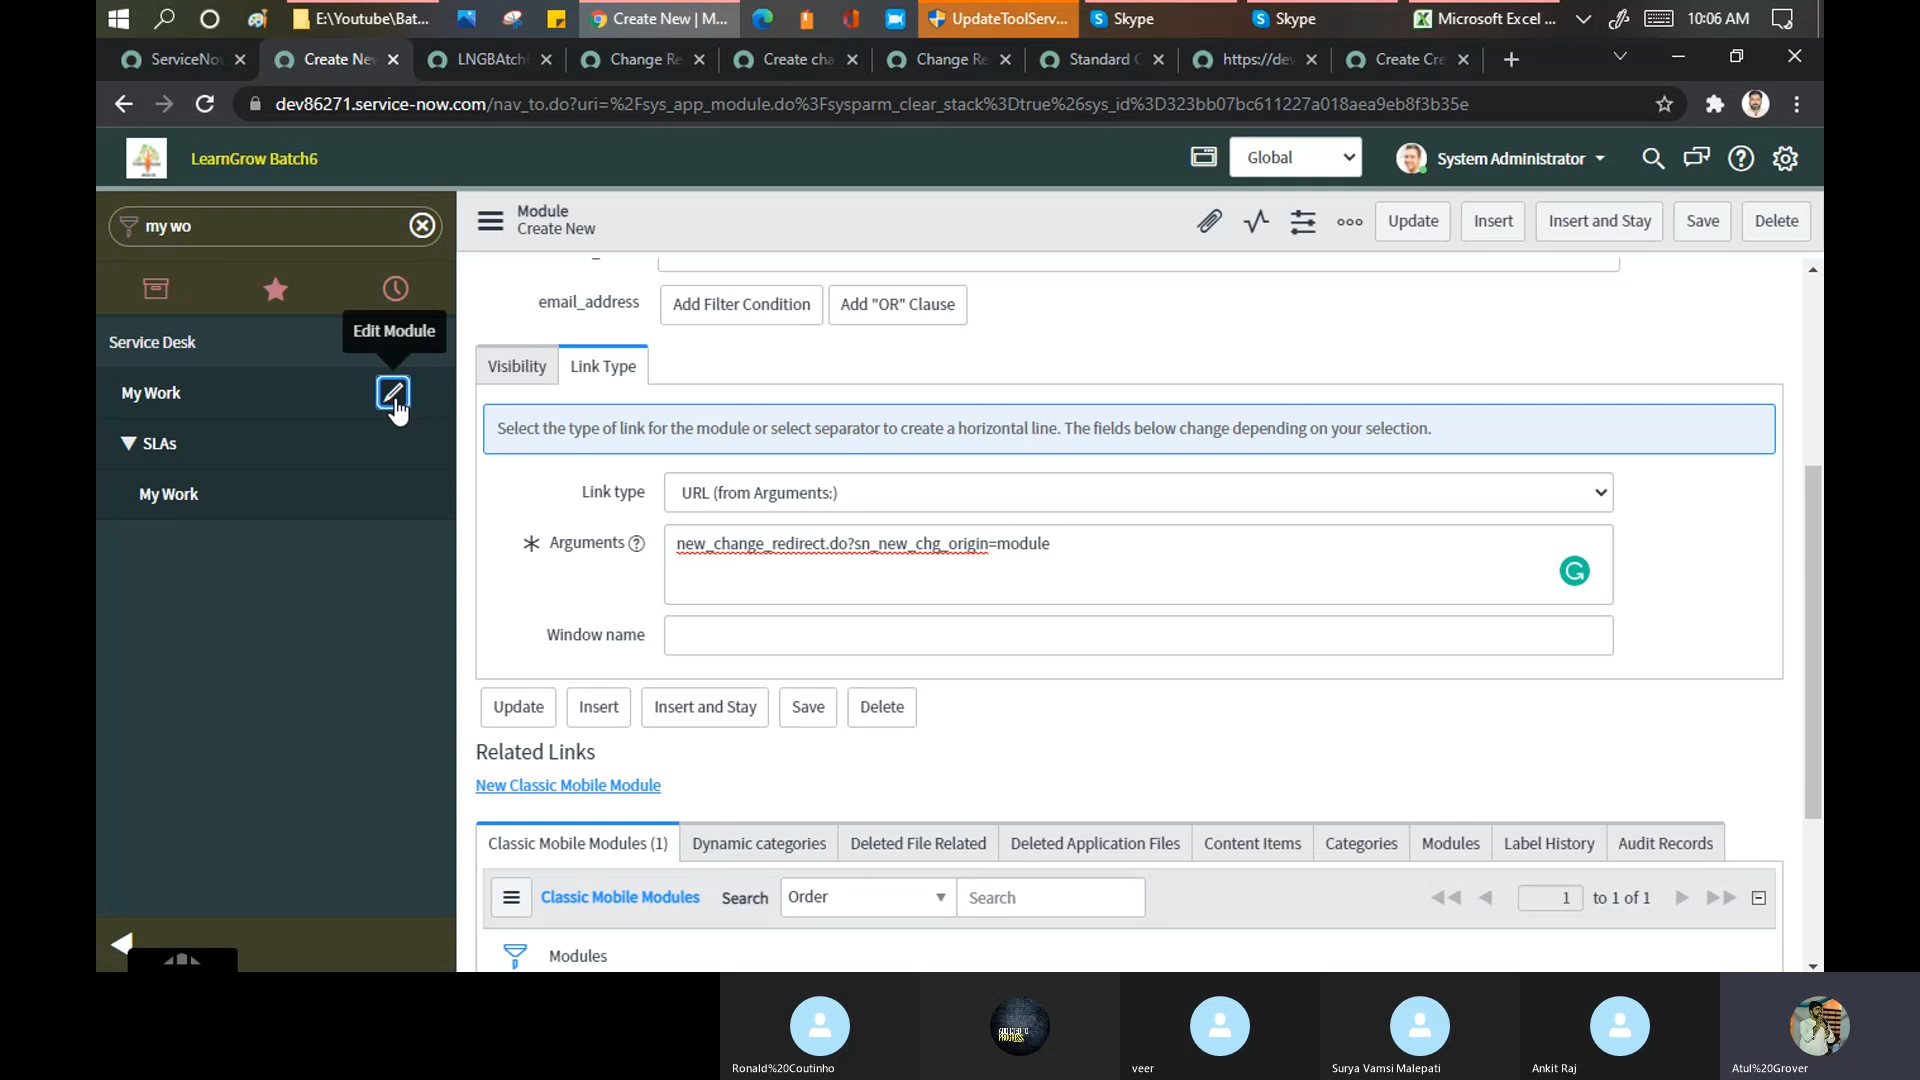 E:\Youtube\Bat...
Create New | M...
UpdateToolServ...
Skype
Skype
Microsoft Excel ...
10:06 AM
ServiceNo
Create Ne
LNGBAtch
Change Re
Create cha
Change Re
Standard C
https://dev
Create Cre
dev86271.service-now.com/nav_to.do?uri=%2Fsys_app_module.do%3Fsysparm_clear_stack%3Dtrue%26sys_id%3D323bb07bc611227a018aea9eb8f3b35e
LearnGrow Batch6
Global
System Administrator
my wo
Module
Create New
Update
Insert
Insert and Stay
Save
Delete
email_address
Add Filter Condition
Add "OR" Clause
Edit Module
Service Desk
My Work
SLAs
My Work
Visibility
Link Type
Select the type of link for the module or select separator to create a horizontal line. The fields below change depending on your selection.
Link type
URL (from Arguments:)
Arguments
new_change_redirect.do?sn_new_chg_origin=module
Window name
Update
Insert
Insert and Stay
Save
Delete
Related Links
New Classic Mobile Module
Classic Mobile Modules (1)
Dynamic categories
Deleted File Related
Deleted Application Files
Content Items
Categories
Modules
Label History
Audit Records
Classic Mobile Modules
Search
Order
Search
1
to 1 of 1
Modules
Ronald%20Coutinho
veer
Surya Vamsi Malepati
Ankit Raj
Atul%20Grover